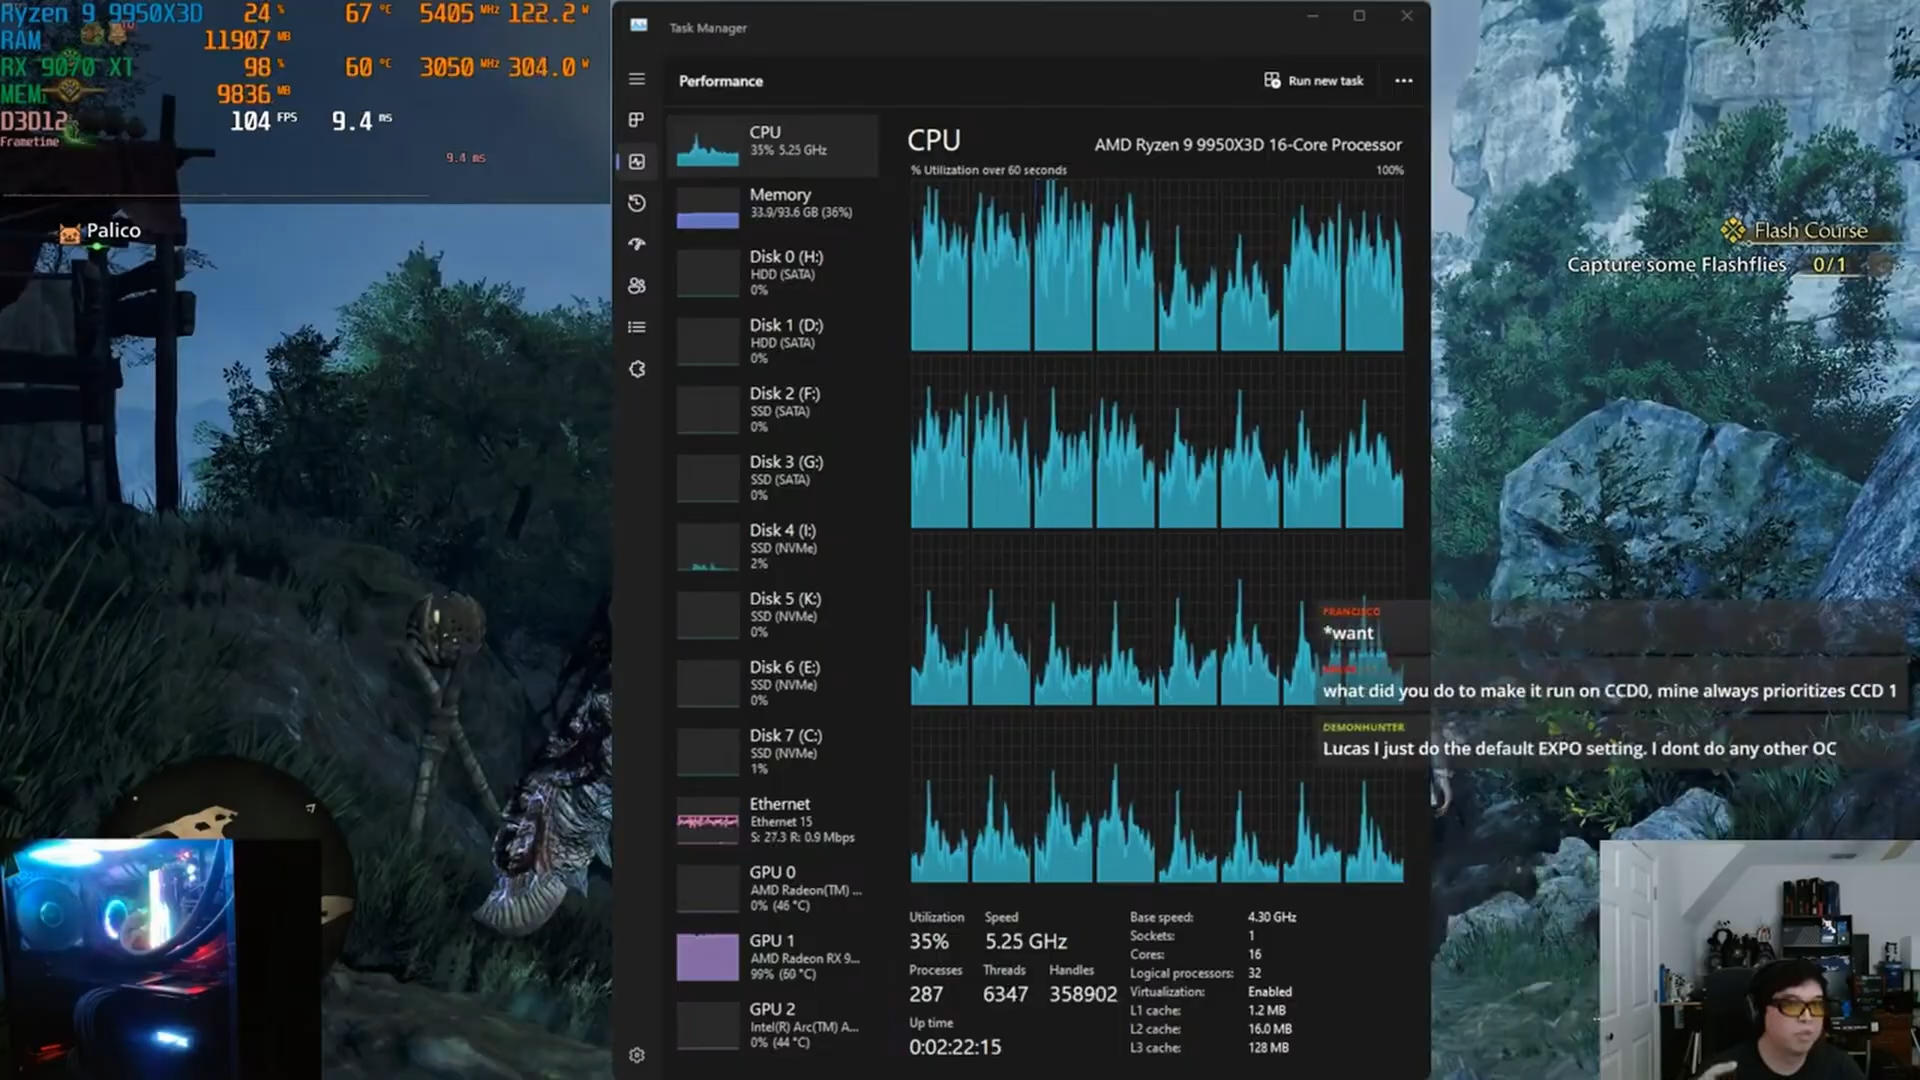 Ryzen 9 9950X3D 24 % 67 °C 5405 MHz 122.2 W
RAM 11907 MB
RX 9070 XT 98 % 60 °C 3050 MHz 304.0 W
MEM 9836 MB
D3D12 104 FPS 9.4 ms
Frametime
9.4 ms
Palico
Task Manager
Performance
Run new task
CPU
35% 5.25 GHz
Memory
33.9/93.6 GB (36%)
Disk 0 (H:)
HDD (SATA)
0%
Disk 1 (D:)
HDD (SATA)
0%
Disk 2 (F:)
SSD (SATA)
0%
Disk 3 (G:)
SSD (SATA)
0%
Disk 4 (I:)
SSD (NVMe)
2%
Disk 5 (K:)
SSD (NVMe)
0%
Disk 6 (E:)
SSD (NVMe)
0%
Disk 7 (C:)
SSD (NVMe)
1%
Ethernet
Ethernet 15
S: 27.3 R: 0.9 Mbps
GPU 0
AMD Radeon(TM) ...
0% (46 °C)
GPU 1
AMD Radeon RX 9...
99% (60 °C)
GPU 2
Intel(R) Arc(TM) A...
0% (44 °C)
CPU
AMD Ryzen 9 9950X3D 16-Core Processor
% Utilization over 60 seconds
100%
Utilization Speed
35% 5.25 GHz
Processes Threads Handles
287 6347 358902
Up time
0:02:22:15
Base speed: 4.30 GHz
Sockets: 1
Cores: 16
Logical processors: 32
Virtualization: Enabled
L1 cache: 1.2 MB
L2 cache: 16.0 MB
L3 cache: 128 MB
Flash Course
Capture some Flashflies 0/1
FRANCISCO
*want
what did you do to make it run on CCD0, mine always prioritizes CCD 1
DEMONHUNTER
Lucas I just do the default EXPO setting. I dont do any other OC